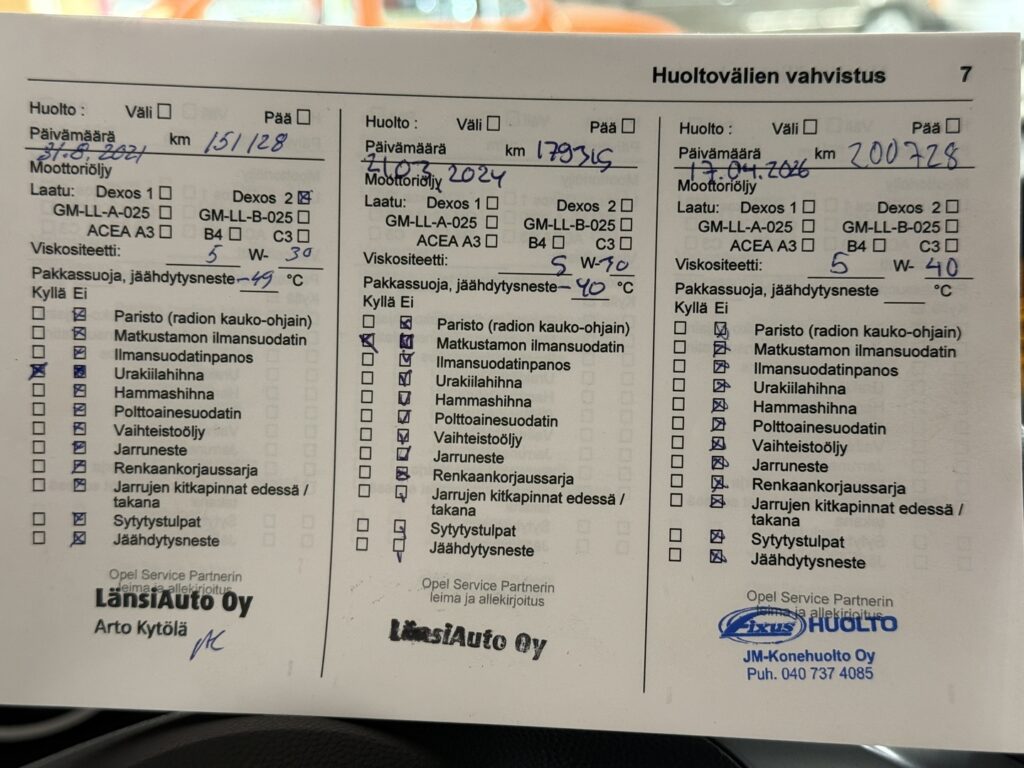 Huoltovälien vahvistus 7
Huolto : Väli Pää
Päivämäärä km 151128
31.8.2021
Moottoriöljy
Laatu: Dexos 1 Dexos 2
GM-LL-A-025 GM-LL-B-025
ACEA A3 B4 C3
Viskositeetti: 5 W- 30
Pakkassuoja, jäähdytysneste -49 °C
Kyllä Ei
Paristo (radion kauko-ohjain)
Matkustamon ilmansuodatin
Ilmansuodatinpanos
Urakiilahihna
Hammashihna
Polttoainesuodatin
Vaihteistoöljy
Jarruneste
Renkaankorjaussarja
Jarrujen kitkapinnat edessä /
takana
Sytytystulpat
Jäähdytysneste
Opel Service Partnerin
leima ja allekirjoitus
LänsiAuto Oy
Arto Kytölä
Huolto : Väli Pää
Päivämäärä km 179315
21.03.2024
Moottoriöljy
Laatu: Dexos 1 Dexos 2
GM-LL-A-025 GM-LL-B-025
ACEA A3 B4 C3
Viskositeetti: 5 W-30
Pakkassuoja, jäähdytysneste -40 °C
Kyllä Ei
Paristo (radion kauko-ohjain)
Matkustamon ilmansuodatin
Ilmansuodatinpanos
Urakiilahihna
Hammashihna
Polttoainesuodatin
Vaihteistoöljy
Jarruneste
Renkaankorjaussarja
Jarrujen kitkapinnat edessä /
takana
Sytytystulpat
Jäähdytysneste
Opel Service Partnerin
leima ja allekirjoitus
LänsiAuto Oy
Huolto : Väli Pää
Päivämäärä km 200728
17.04.2026
Moottoriöljy
Laatu: Dexos 1 Dexos 2
GM-LL-A-025 GM-LL-B-025
ACEA A3 B4 C3
Viskositeetti: 5 W- 40
Pakkassuoja, jäähdytysneste °C
Kyllä Ei
Paristo (radion kauko-ohjain)
Matkustamon ilmansuodatin
Ilmansuodatinpanos
Urakiilahihna
Hammashihna
Polttoainesuodatin
Vaihteistoöljy
Jarruneste
Renkaankorjaussarja
Jarrujen kitkapinnat edessä /
takana
Sytytystulpat
Jäähdytysneste
Opel Service Partnerin
leima ja allekirjoitus
Fixus HUOLTO
JM-Konehuolto Oy
Puh. 040 737 4085